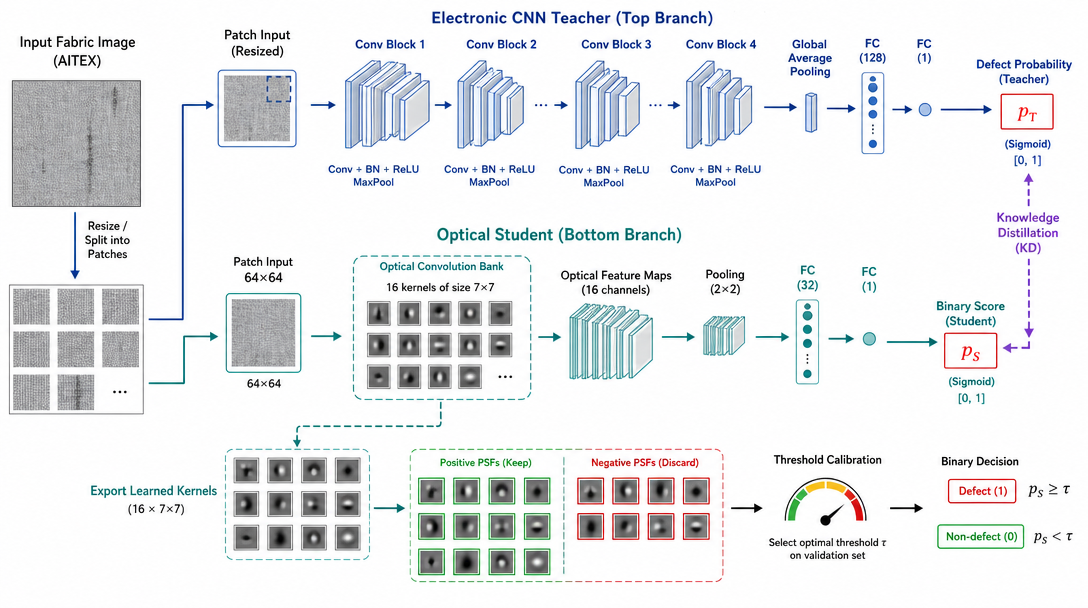 Electronic CNN Teacher (Top Branch)
Input Fabric Image
(AITEX)
Patch Input
(Resized)
Conv Block 1
Conv Block 2
Conv Block 3
Conv Block 4
Global
Average
Pooling
FC
(128)
FC
(1)
Defect Probability
(Teacher)
...
...
p_T
Conv + BN + ReLU
MaxPool
Conv + BN + ReLU
MaxPool
Conv + BN + ReLU
MaxPool
Conv + BN + ReLU
MaxPool
(Sigmoid)
[0, 1]
Resize /
Split into
Patches
Knowledge
Distillation
(KD)
Optical Student (Bottom Branch)
Patch Input
64×64
Optical Convolution Bank
16 kernels of size 7×7
...
Optical Feature Maps
(16 channels)
Pooling
(2×2)
FC
(32)
FC
(1)
Binary Score
(Student)
p_S
(Sigmoid)
[0, 1]
64×64
...
Export Learned Kernels
(16 × 7×7)
Positive PSFs (Keep)
Negative PSFs (Discard)
Threshold Calibration
Select optimal threshold τ
on validation set
Binary Decision
Defect (1) p_S ≥ τ
Non-defect (0) p_S < τ